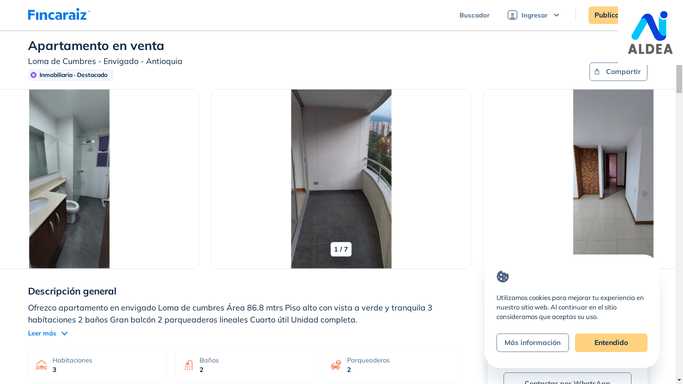 Fincaraiz
Buscador
Ingresar
Publica
ALDEA
Apartamento en venta
Loma de Cumbres - Envigado - Antioquia
Inmobiliaria - Destacado
Compartir
1 / 7
Descripción general
Ofrezco apartamento en envigado Loma de cumbres Área 86.8 mtrs Piso alto con vista a verde y tranquila 3
habitaciones 2 baños Gran balcón 2 parqueaderos lineales Cuarto útil Unidad completa.
Leer más
Habitaciones
3
Baños
2
Parqueaderos
2
Utilizamos cookies para mejorar tu experiencia en
nuestro sitio web. Al continuar en el sitio
consideramos que aceptas su uso.
Más información
Entendido
Contactar por WhatsApp